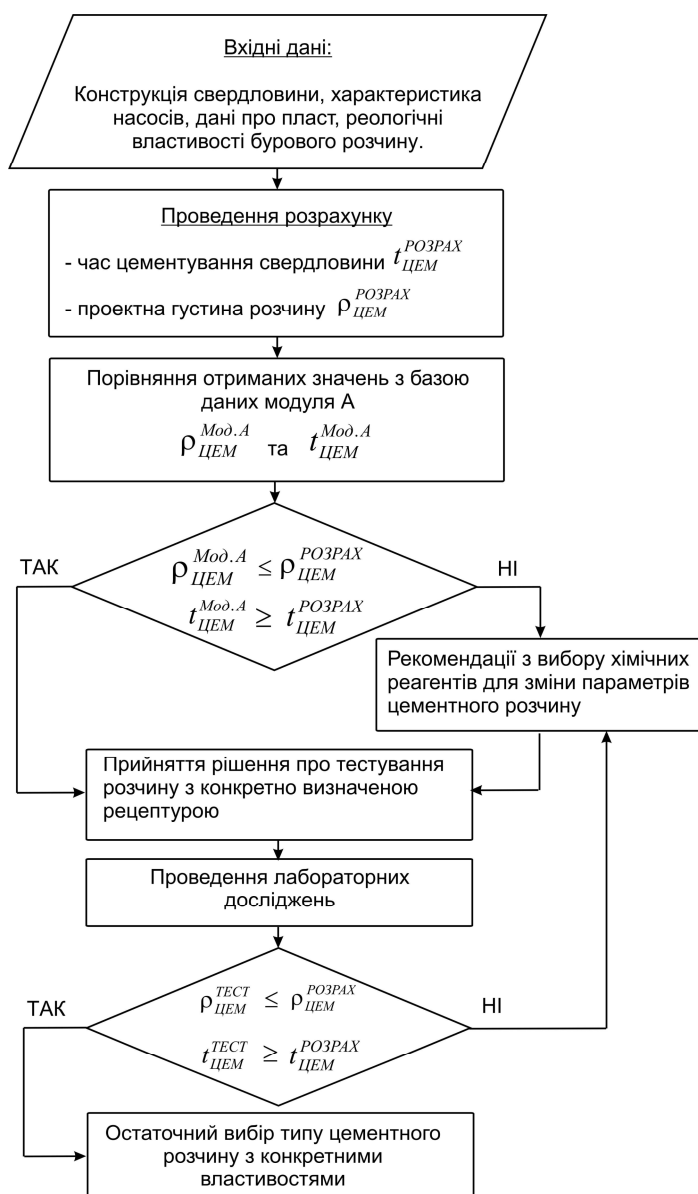 Вхідні дані:
Конструкція свердловини, характеристика
насосів, дані про пласт, реологічні
властивості бурового розчину.
Проведення розрахунку
- час цементування свердловини t_ЦЕМ^РОЗРАХ
- проектна густина розчину ρ_ЦЕМ^РОЗРАХ
Порівняння отриманих значень з базою
даних модуля А
ρ_ЦЕМ^Мод.А та t_ЦЕМ^Мод.А
ТАК
ρ_ЦЕМ^Мод.А ≤ ρ_ЦЕМ^РОЗРАХ
t_ЦЕМ^Мод.А ≥ t_ЦЕМ^РОЗРАХ
НІ
Рекомендації з вибору хімічних
реагентів для зміни параметрів
цементного розчину
Прийняття рішення про тестування
розчину з конкретно визначеною
рецептурою
Проведення лабораторних
досліджень
ТАК
ρ_ЦЕМ^ТЕСТ ≤ ρ_ЦЕМ^РОЗРАХ
t_ЦЕМ^ТЕСТ ≥ t_ЦЕМ^РОЗРАХ
НІ
Остаточний вибір типу цементного
розчину з конкретними
властивостями